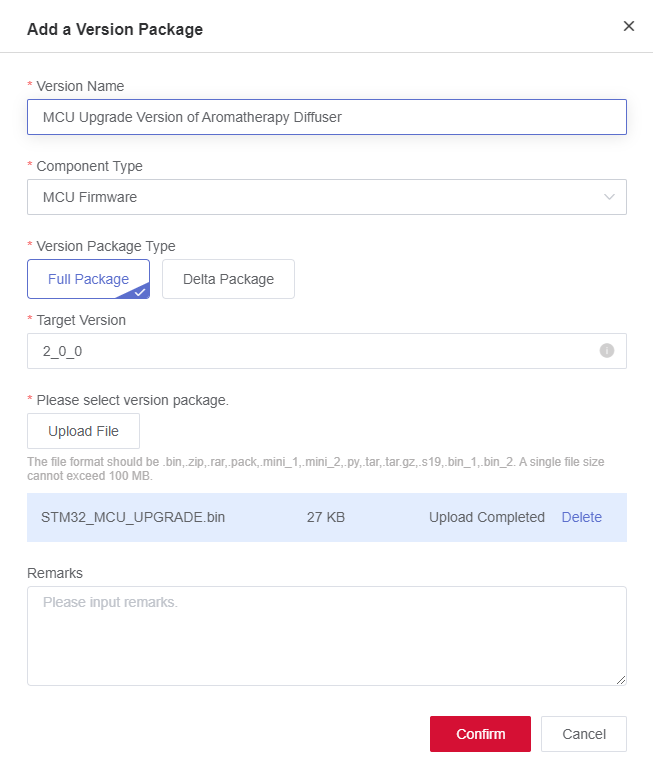 Add a Version Package
* Version Name
MCU Upgrade Version of Aromatherapy Diffuser
* Component Type
MCU Firmware
* Version Package Type
Full Package
Delta Package
* Target Version
2_0_0
* Please select version package.
Upload File
The file format should be .bin,.zip,.rar,.pack,.mini_1,.mini_2,.py,.tar,.tar.gz,.s19,.bin_1,.bin_2. A single file size
cannot exceed 100 MB.
STM32_MCU_UPGRADE.bin 27 KB Upload Completed Delete
Remarks
Please input remarks.
Confirm
Cancel